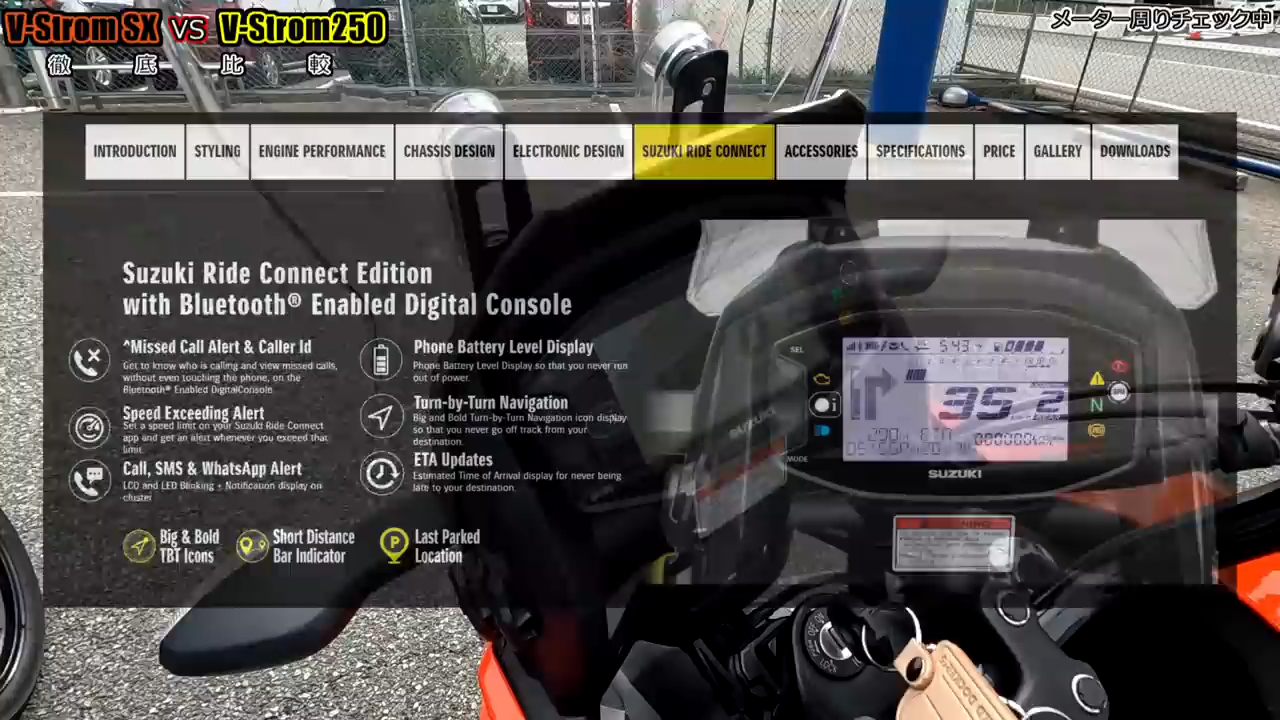 V-Strom SX VS V-Strom250
徹 底 比 較
メーター周りチェック中
INTRODUCTION
STYLING
ENGINE PERFORMANCE
CHASSIS DESIGN
ELECTRONIC DESIGN
SUZUKI RIDE CONNECT
ACCESSORIES
SPECIFICATIONS
PRICE
GALLERY
DOWNLOADS
Suzuki Ride Connect Edition
with Bluetooth® Enabled Digital Console
^Missed Call Alert & Caller Id
Get to know who is calling and view missed calls,
without even touching the phone, on the
Bluetooth® Enabled DigitalConsole
Speed Exceeding Alert
Set a speed limit on your Suzuki Ride Connect
app and get an alert whenever you exceed that
limit.
Call, SMS & WhatsApp Alert
LCD and LED Blinking + Notification display on
cluster
Phone Battery Level Display
Phone Battery Level Display so that you never run
out of power.
Turn-by-Turn Navigation
Big and Bold Turn-by-Turn Navigation icon display
so that you never go off track from your
destination.
ETA Updates
Estimated Time of Arrival display for never being
late to your destination.
Big & Bold
TBT Icons
Short Distance
Bar Indicator
P
Last Parked
Location
SEL
MODE
N
SUZUKI